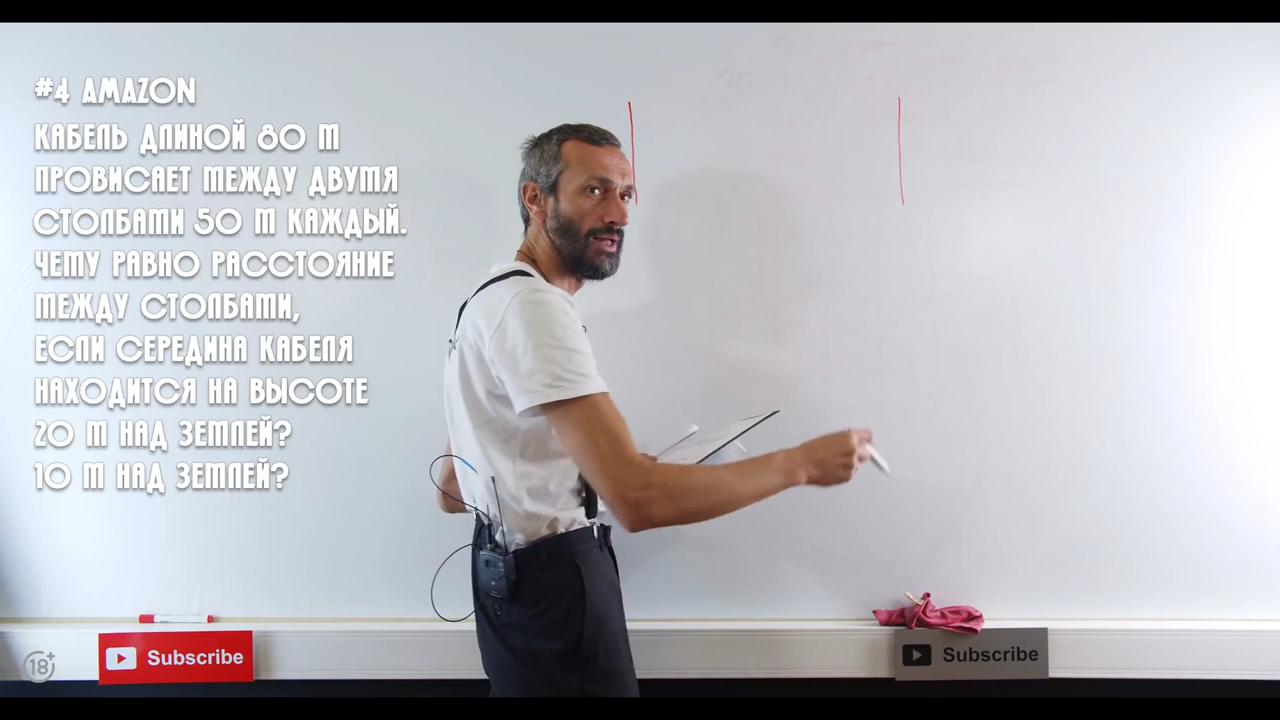 #4 AMAZON
КАБЕЛЬ ДЛИНОЙ 80 М
ПРОВИСАЕТ МЕЖДУ ДВУМЯ
СТОЛБАМИ 50 М КАЖДЫЙ.
ЧЕМУ РАВНО РАССТОЯНИЕ
МЕЖДУ СТОЛБАМИ,
ЕСЛИ СЕРЕДИНА КАБЕЛЯ
НАХОДИТСЯ НА ВЫСОТЕ
20 М НАД ЗЕМЛЕЙ?
10 М НАД ЗЕМЛЕЙ?
18+
Subscribe
Subscribe